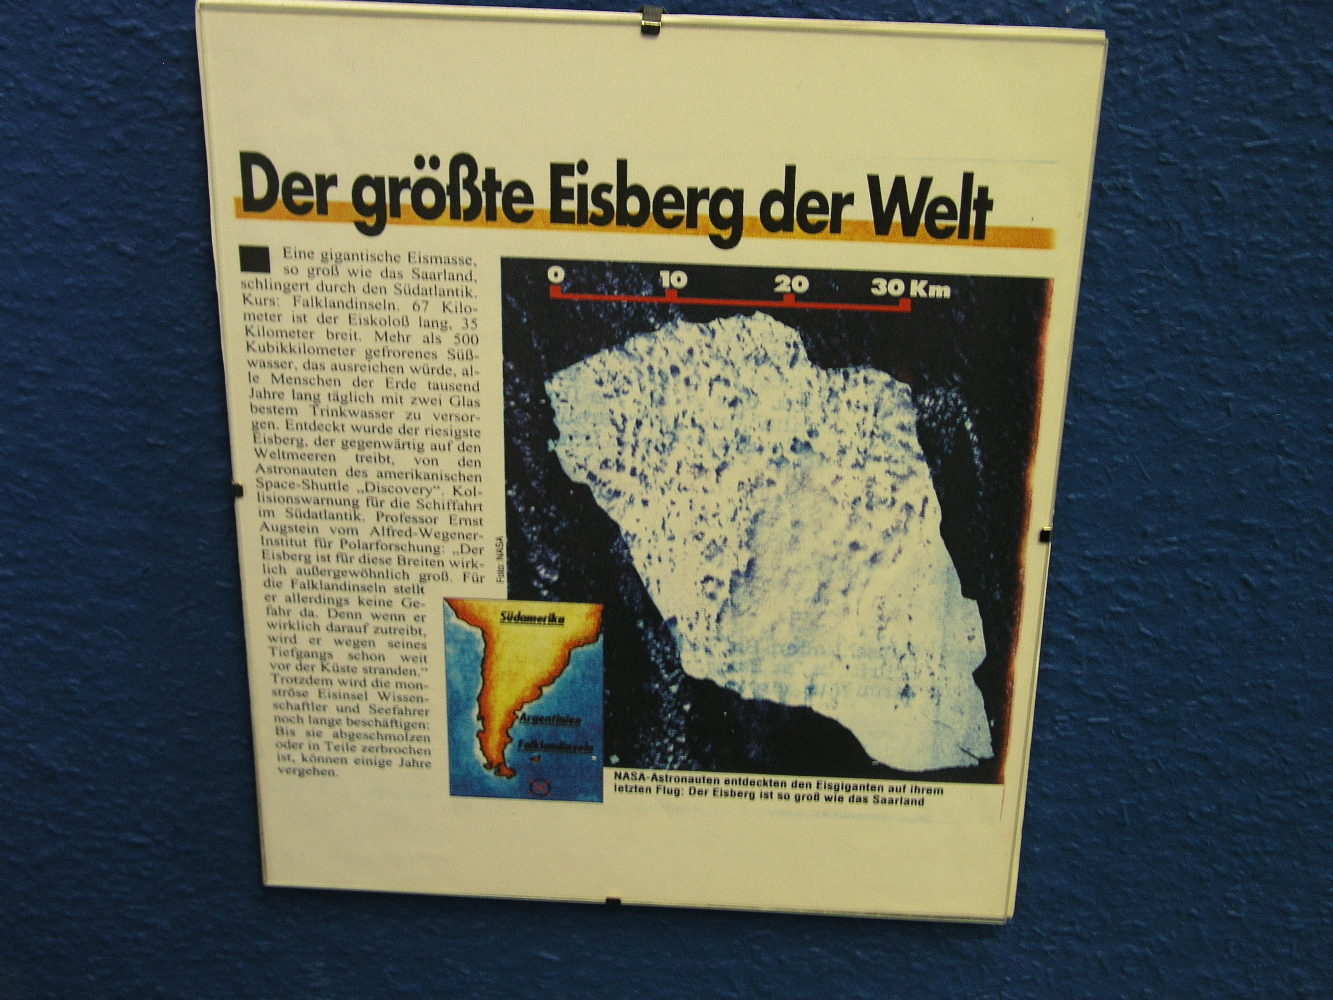 Der größte Eisberg der Welt
Eine gigantische Eismasse,
so groß wie das Saarland,
schlingert durch den Südatlantik.
Kurs: Falklandinseln. 67 Kilo-
meter ist der Eiskoloß lang, 35
Kilometer breit. Mehr als 500
Kubikkilometer gefrorenes Süß-
wasser, das ausreichen würde, al-
le Menschen der Erde tausend
Jahre lang täglich mit zwei Glas
bestem Trinkwasser zu versor-
gen. Entdeckt wurde der riesigste
Eisberg, der gegenwärtig auf den
Weltmeeren treibt, von den
Astronauten des amerikanischen
Space-Shuttle „Discovery“. Kol-
lisionswarnung für die Schiffahrt
im Südatlantik. Professor Ernst
Augstein vom Alfred-Wegener-
Institut für Polarforschung: „Der
Eisberg ist für diese Breiten wirk-
lich außergewöhnlich groß. Für
die Falklandinseln stellt
er allerdings keine Ge-
fahr da. Denn wenn er
wirklich darauf zutreibt,
wird er wegen seines
Tiefgangs schon weit
vor der Küste stranden.“
Trotzdem wird die mon-
ströse Eisinsel Wissen-
schaftler und Seefahrer
noch lange beschäftigen:
Bis sie abgeschmolzen
oder in Teile zerbrochen
ist, können einige Jahre
vergehen.
0 10 20 30 Km
Foto: NASA
Südamerika
Argentinien
Falklandinseln
NASA-Astronauten entdeckten den Eisgiganten auf ihrem
letzten Flug: Der Eisberg ist so groß wie das Saarland